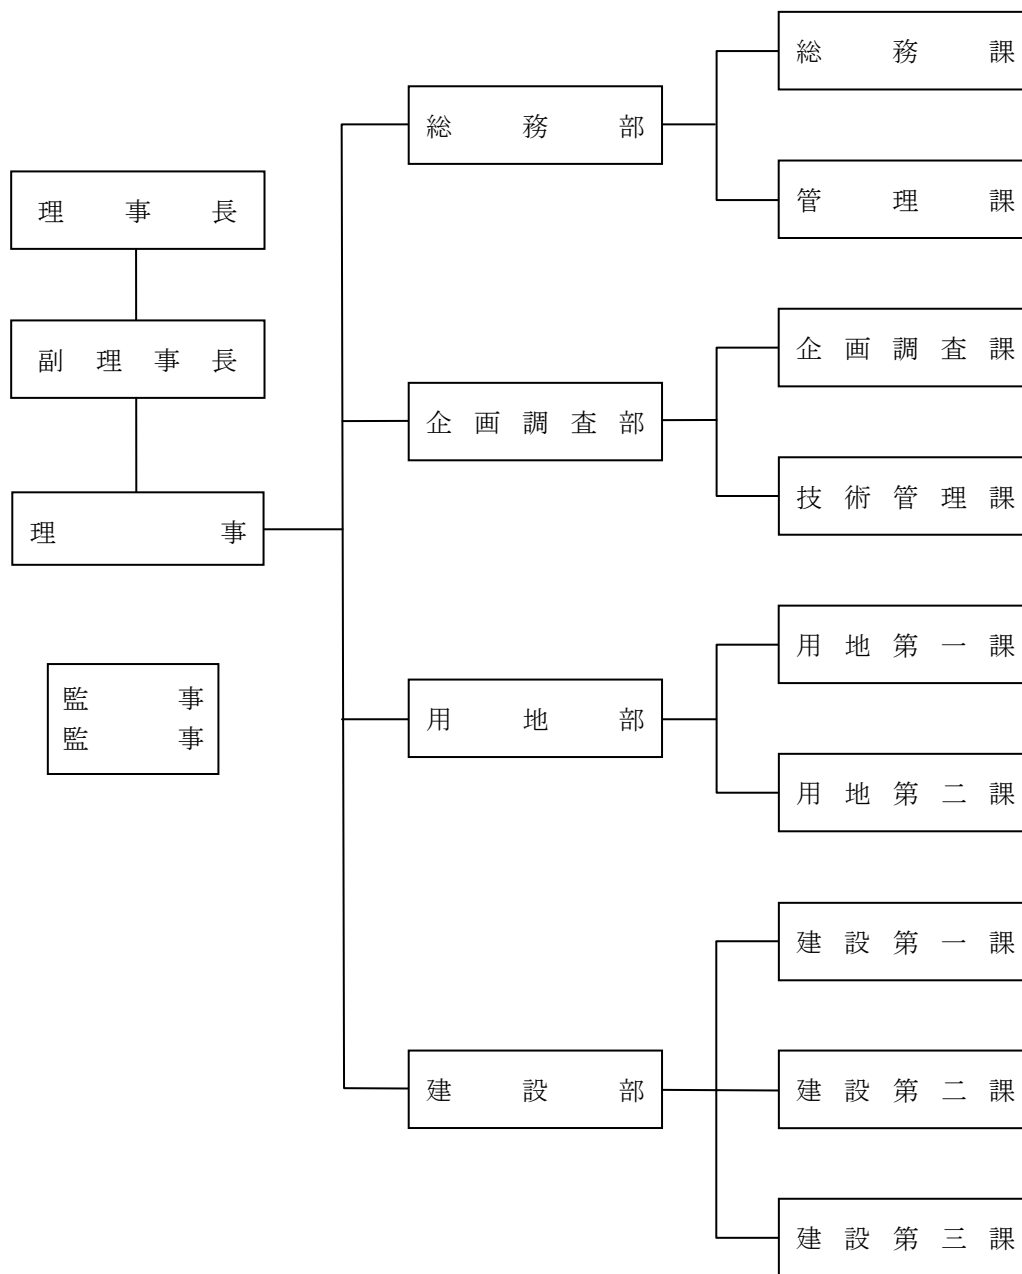 理事長
副理事長
理事
監事
監事
総務部
総務課
管理課
企画調査部
企画調査課
技術管理課
用地部
用地第一課
用地第二課
建設部
建設第一課
建設第二課
建設第三課